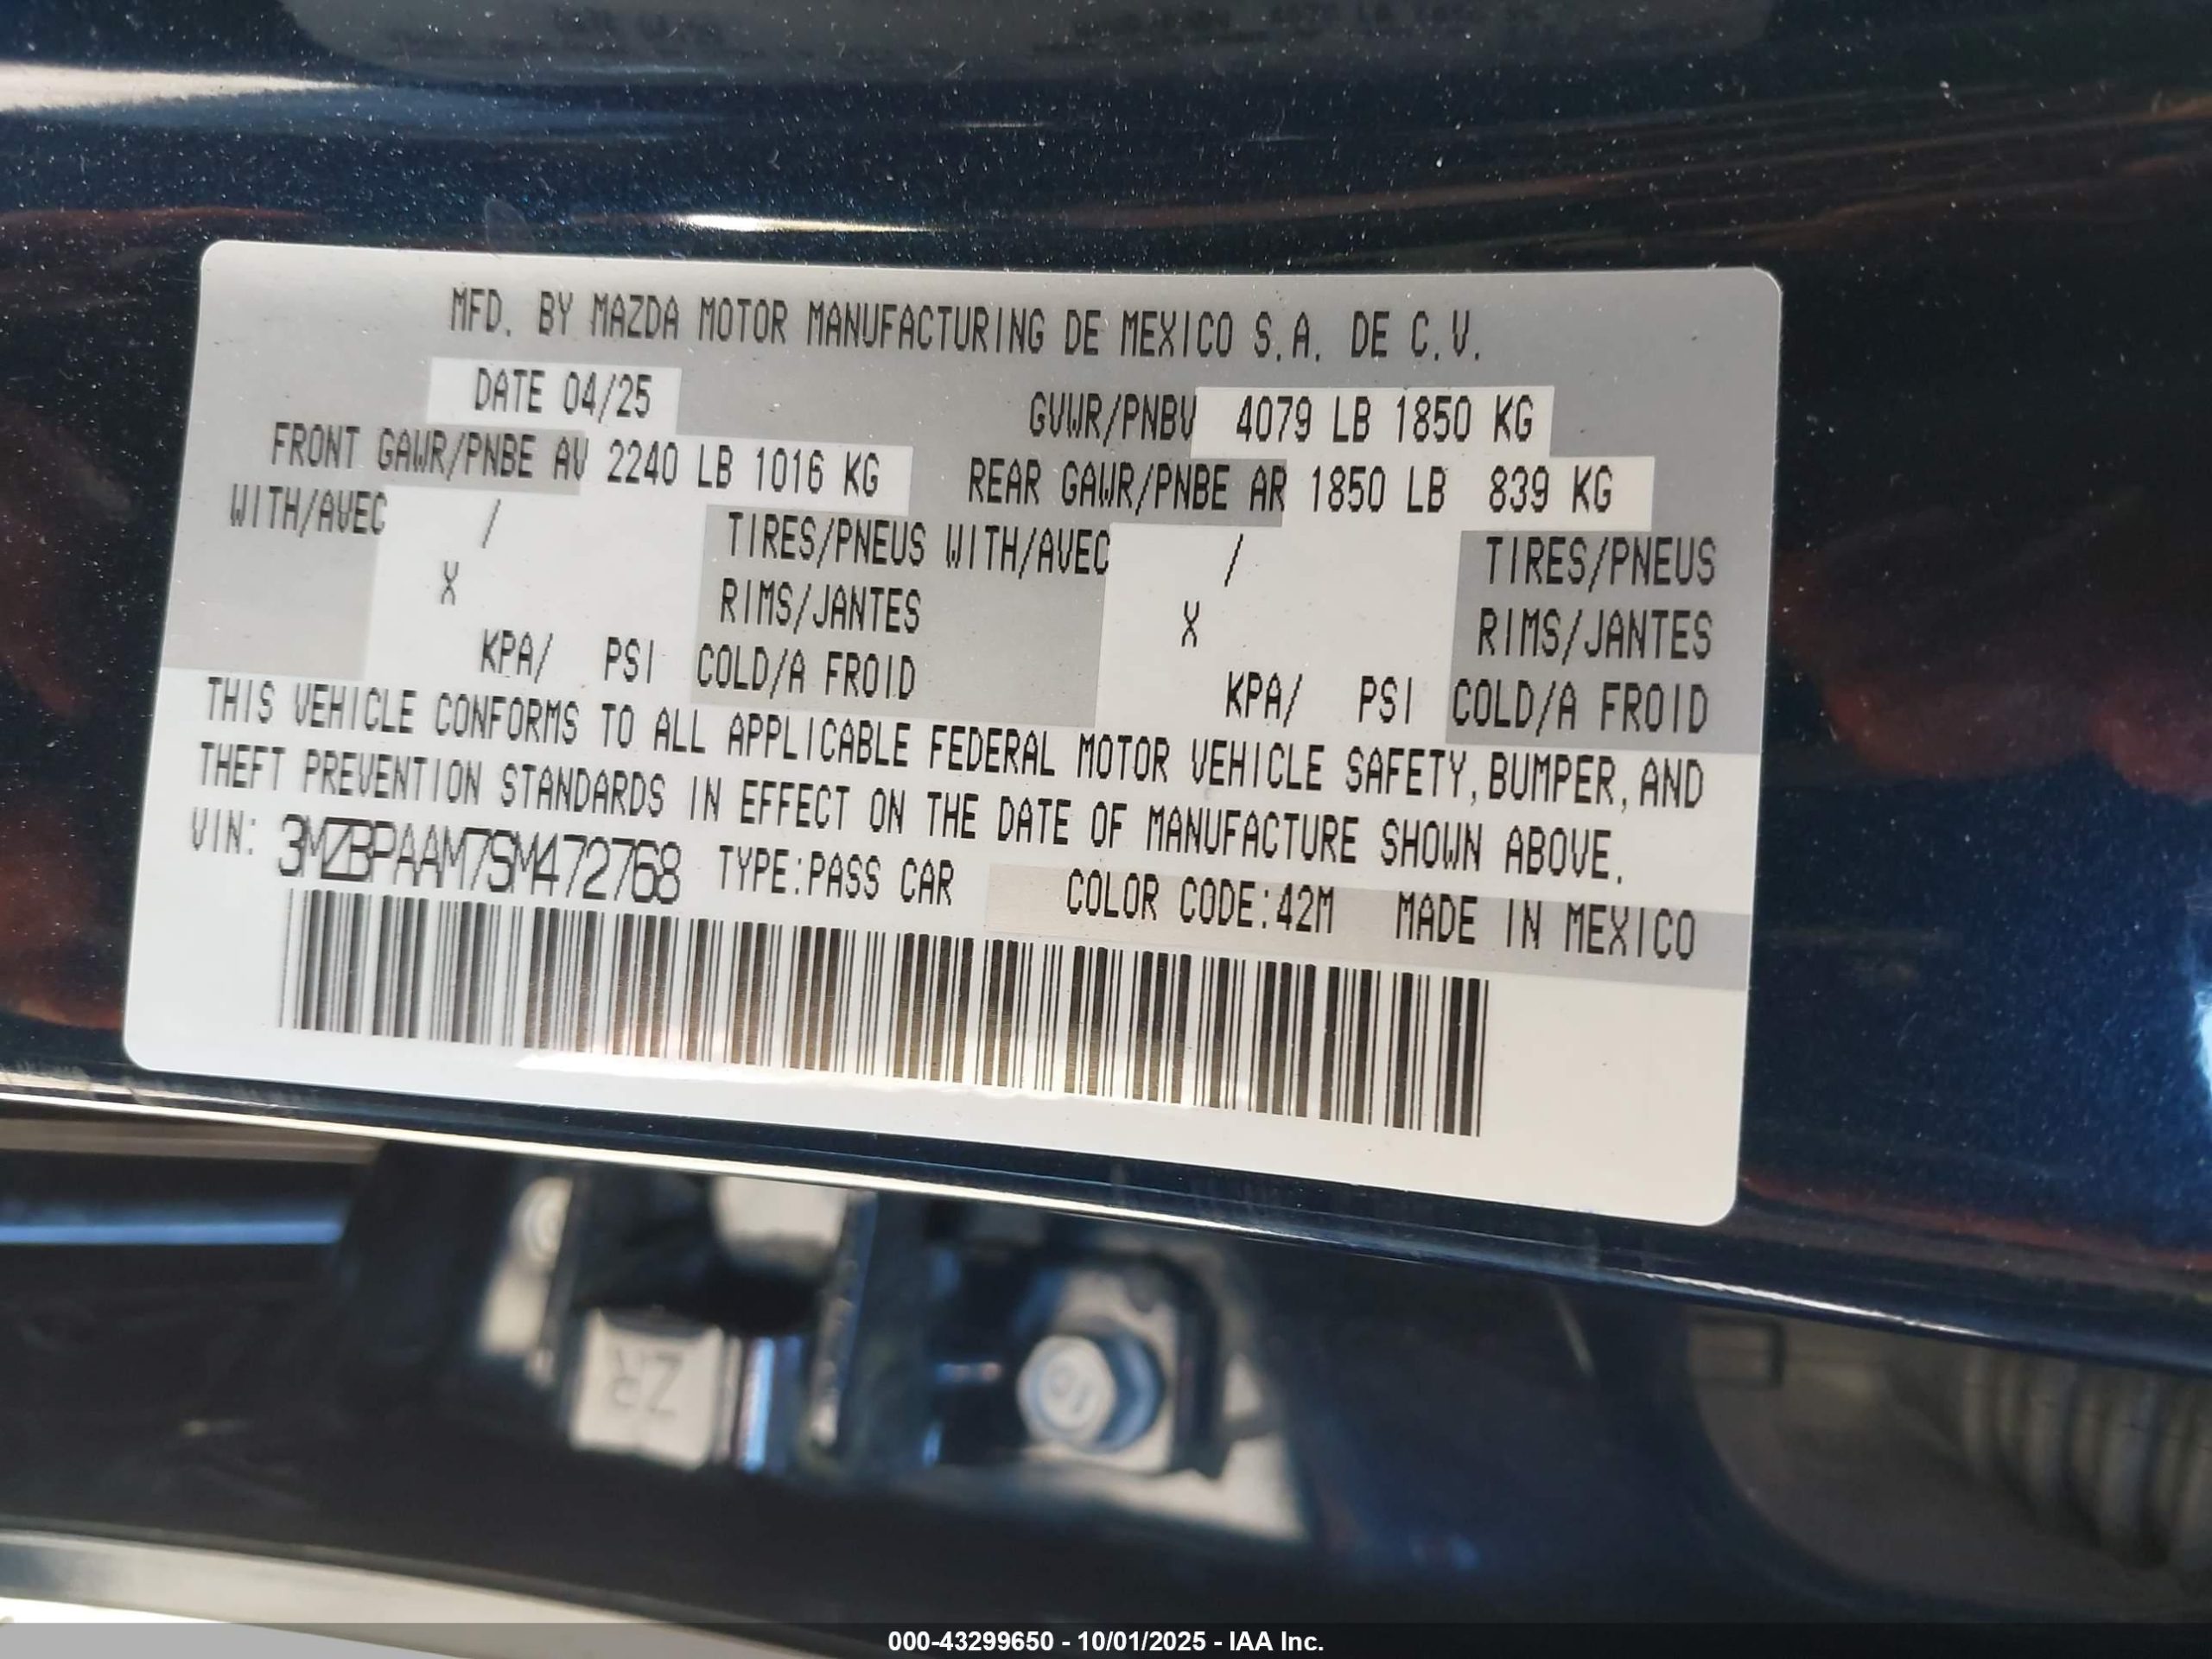 MFD. BY MAZDA MOTOR MANUFACTURING DE MEXICO S.A. DE C.V.
DATE 04/25 GVWR/PNBV 4079 LB 1850 KG
FRONT GAWR/PNBE AV 2240 LB 1016 KG REAR GAWR/PNBE AR 1850 LB 839 KG
WITH/AVEC / TIRES/PNEUS WITH/AVEC / TIRES/PNEUS
X RIMS/JANTES X RIMS/JANTES
KPA/ PSI COLD/A FROID KPA/ PSI COLD/A FROID
THIS VEHICLE CONFORMS TO ALL APPLICABLE FEDERAL MOTOR VEHICLE SAFETY, BUMPER, AND
THEFT PREVENTION STANDARDS IN EFFECT ON THE DATE OF MANUFACTURE SHOWN ABOVE.
VIN: 3MZBPAAM7SM472768 TYPE:PASS CAR COLOR CODE:42M MADE IN MEXICO
ZR
10
000-43299650 - 10/01/2025 - IAA Inc.